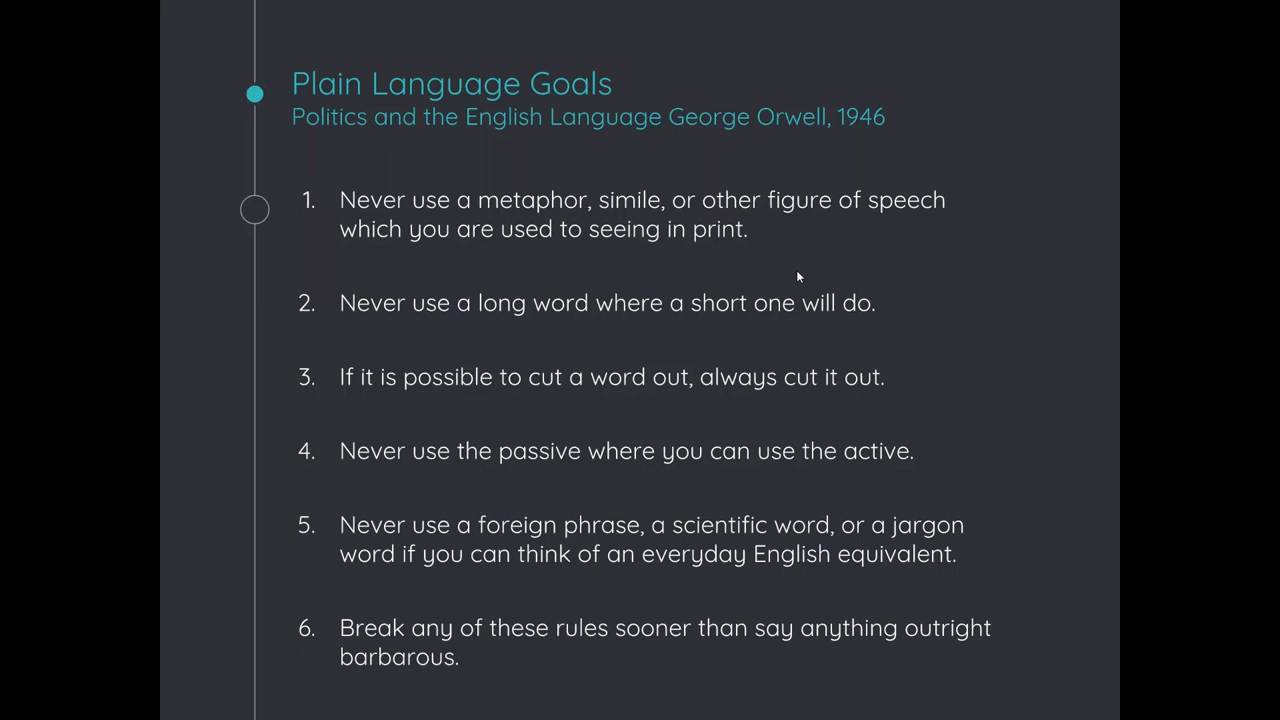 Plain Language Goals
Politics and the English Language George Orwell, 1946
1. Never use a metaphor, simile, or other figure of speech
which you are used to seeing in print.
2. Never use a long word where a short one will do.
3. If it is possible to cut a word out, always cut it out.
4. Never use the passive where you can use the active.
5. Never use a foreign phrase, a scientific word, or a jargon
word if you can think of an everyday English equivalent.
6. Break any of these rules sooner than say anything outright
barbarous.